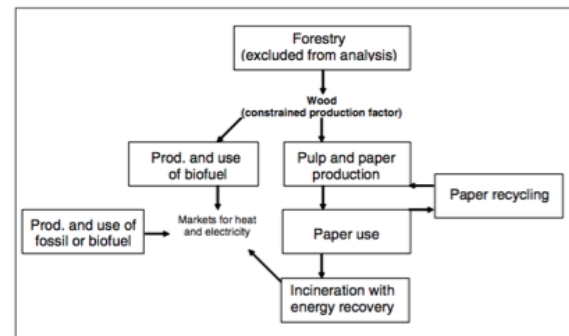 Forestry
(excluded from analysis)
Wood
(constrained production factor)
Prod. and use
of biofuel
Pulp and paper
production
Paper recycling
Prod. and use of
fossil or biofuel
Markets for heat
and electricity
Paper use
Incineration with
energy recovery